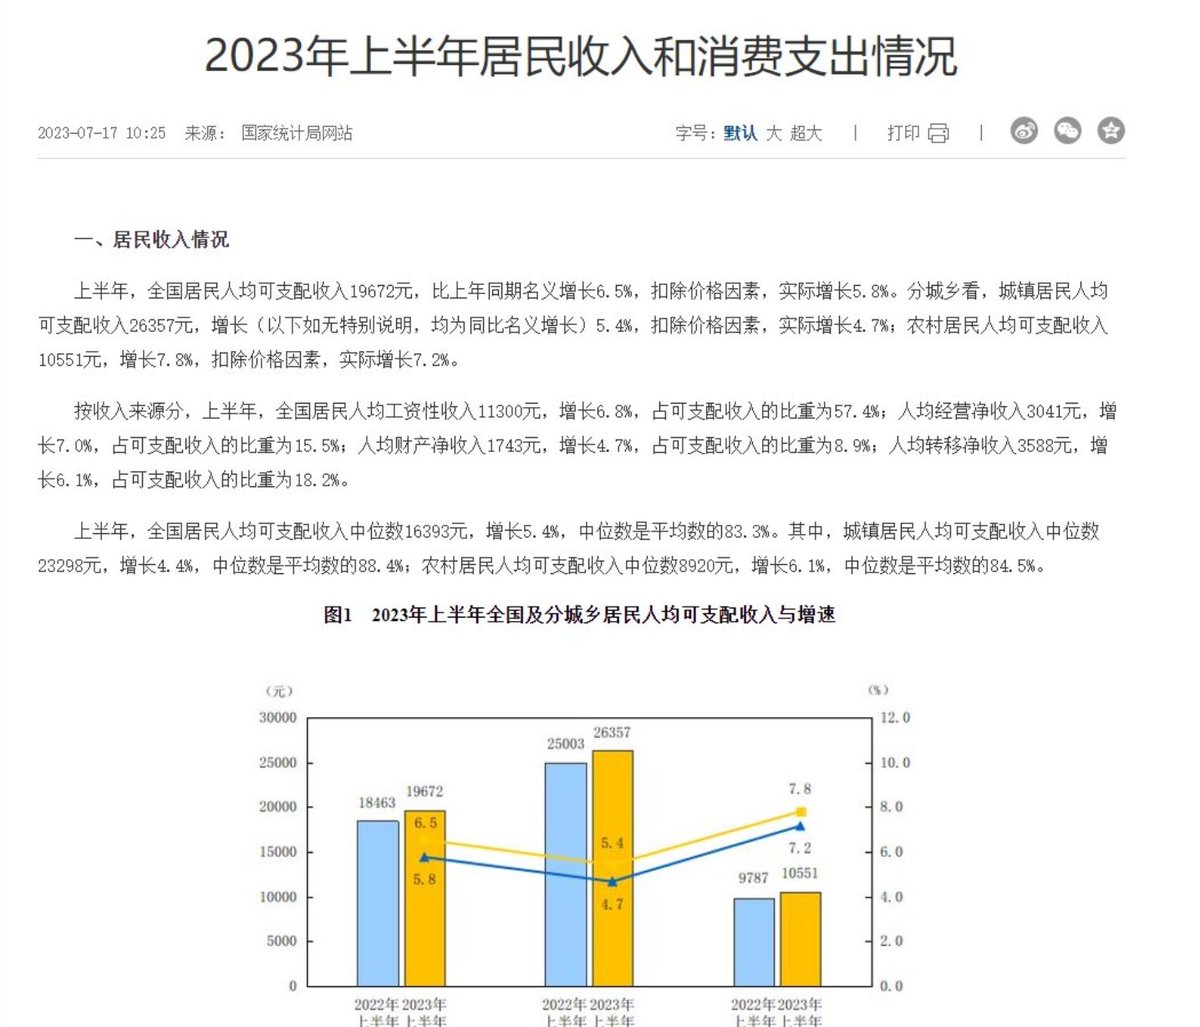 2023年上半年居民收入和消费支出情况
2023-07-17 10:25 来源： 国家统计局网站 字号：默认 大 超大 | 打印 |
一、居民收入情况
上半年，全国居民人均可支配收入19672元，比上年同期名义增长6.5%，扣除价格因素，实际增长5.8%。分城乡看，城镇居民人均
可支配收入26357元，增长（以下如无特别说明，均为同比名义增长）5.4%，扣除价格因素，实际增长4.7%；农村居民人均可支配收入
10551元，增长7.8%，扣除价格因素，实际增长7.2%。
按收入来源分，上半年，全国居民人均工资性收入11300元，增长6.8%，占可支配收入的比重为57.4%；人均经营净收入3041元，增
长7.0%，占可支配收入的比重为15.5%；人均财产净收入1743元，增长4.7%，占可支配收入的比重为8.9%；人均转移净收入3588元，增
长6.1%，占可支配收入的比重为18.2%。
上半年，全国居民人均可支配收入中位数16393元，增长5.4%，中位数是平均数的83.3%。其中，城镇居民人均可支配收入中位数
23298元，增长4.4%，中位数是平均数的88.4%；农村居民人均可支配收入中位数8920元，增长6.1%，中位数是平均数的84.5%。
图1 2023年上半年全国及分城乡居民人均可支配收入与增速
（元） （%）
30000 12.0
26357
25003
25000 10.0
19672 7.8
18463
20000 8.0
6.5 5.4 7.2
15000 6.0
5.8 9787 10551
10000 4.7 4.0
5000 2.0
0 0.0
2022年 2023年 2022年 2023年 2022年 2023年
上半年 上半年 上半年 上半年 上半年 上半年